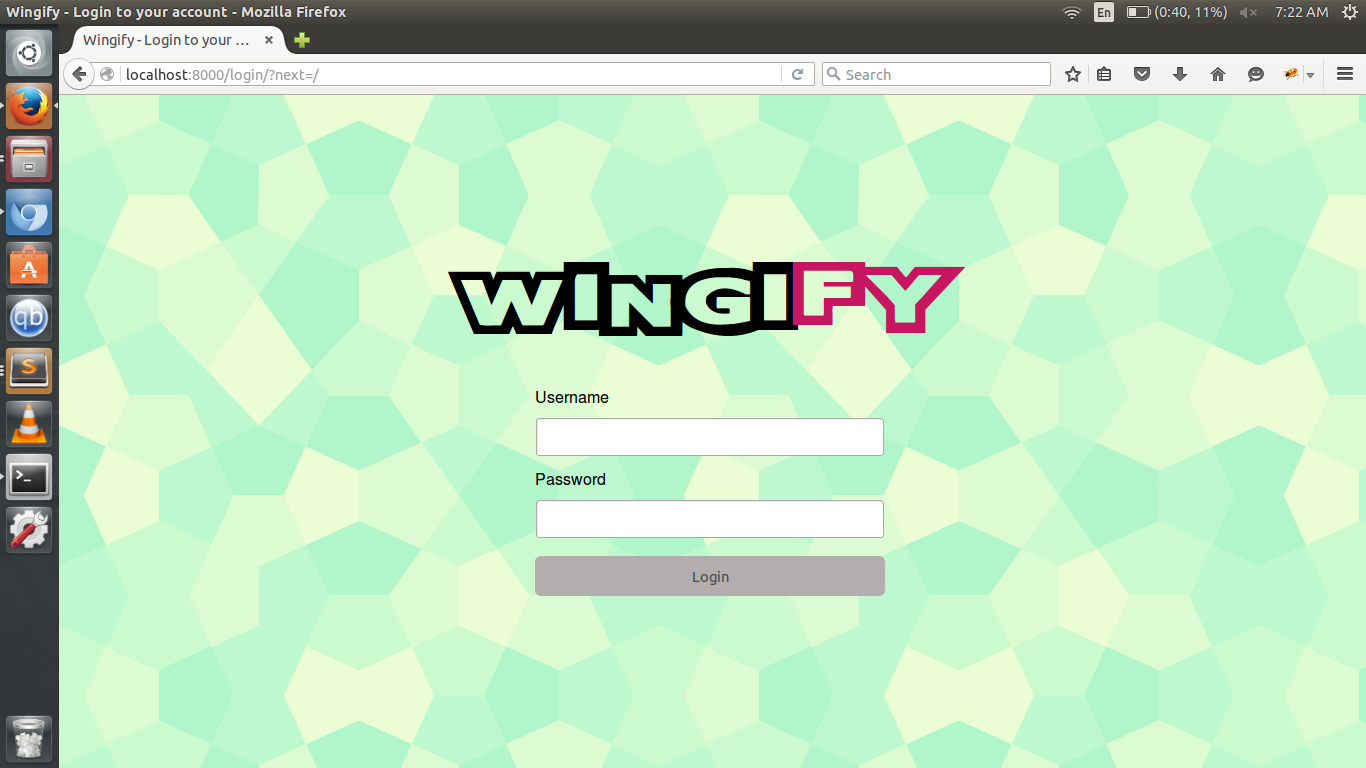 Wingify - Login to your account - Mozilla Firefox
En
(0:40, 11%)
7:22 AM
Wingify - Login to your ...
localhost:8000/login/?next=/
Search
WINGIFY
Username
Password
Login
A
qb
S
>_